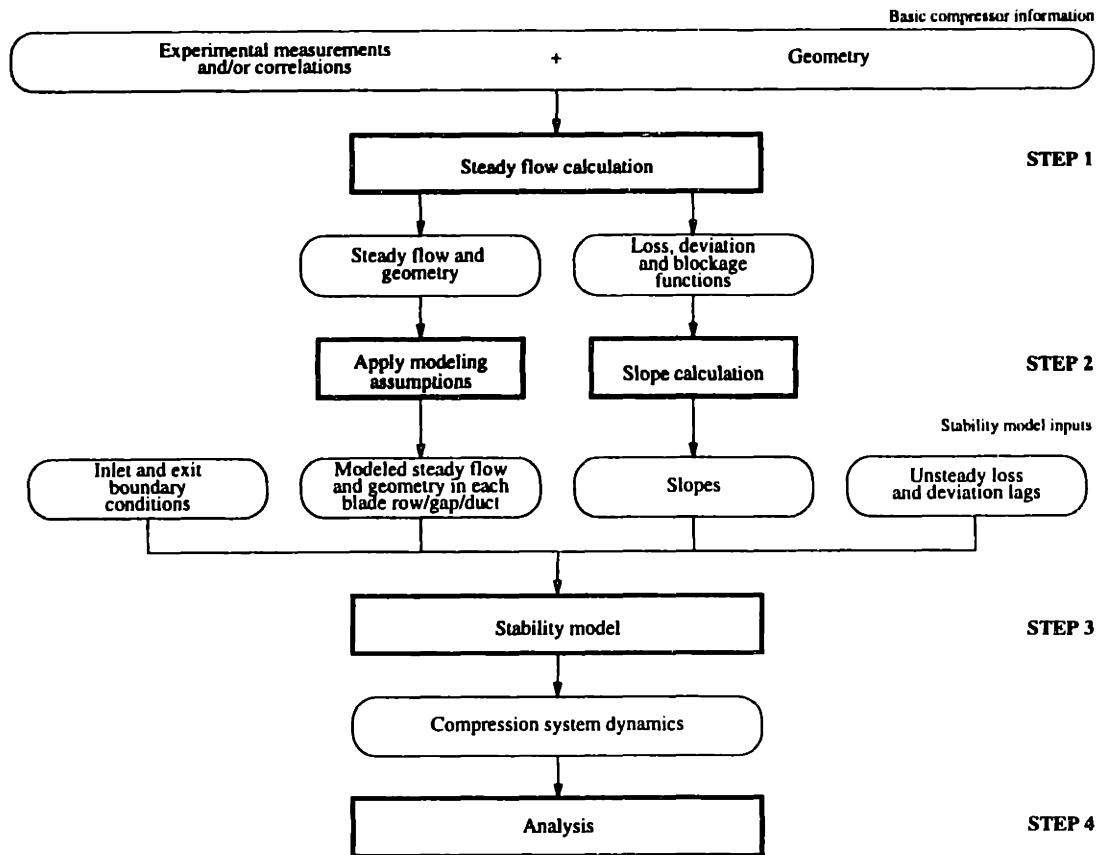 Basic compressor information
Experimental measurements
and/or correlations
+
Geometry
Steady flow calculation
STEP 1
Steady flow and
geometry
Loss, deviation
and blockage
functions
Apply modeling
assumptions
Slope calculation
STEP 2
Stability model inputs
Inlet and exit
boundary
conditions
Modeled steady flow
and geometry in each
blade row/gap/duct
Slopes
Unsteady loss
and deviation lags
Stability model
STEP 3
Compression system dynamics
Analysis
STEP 4